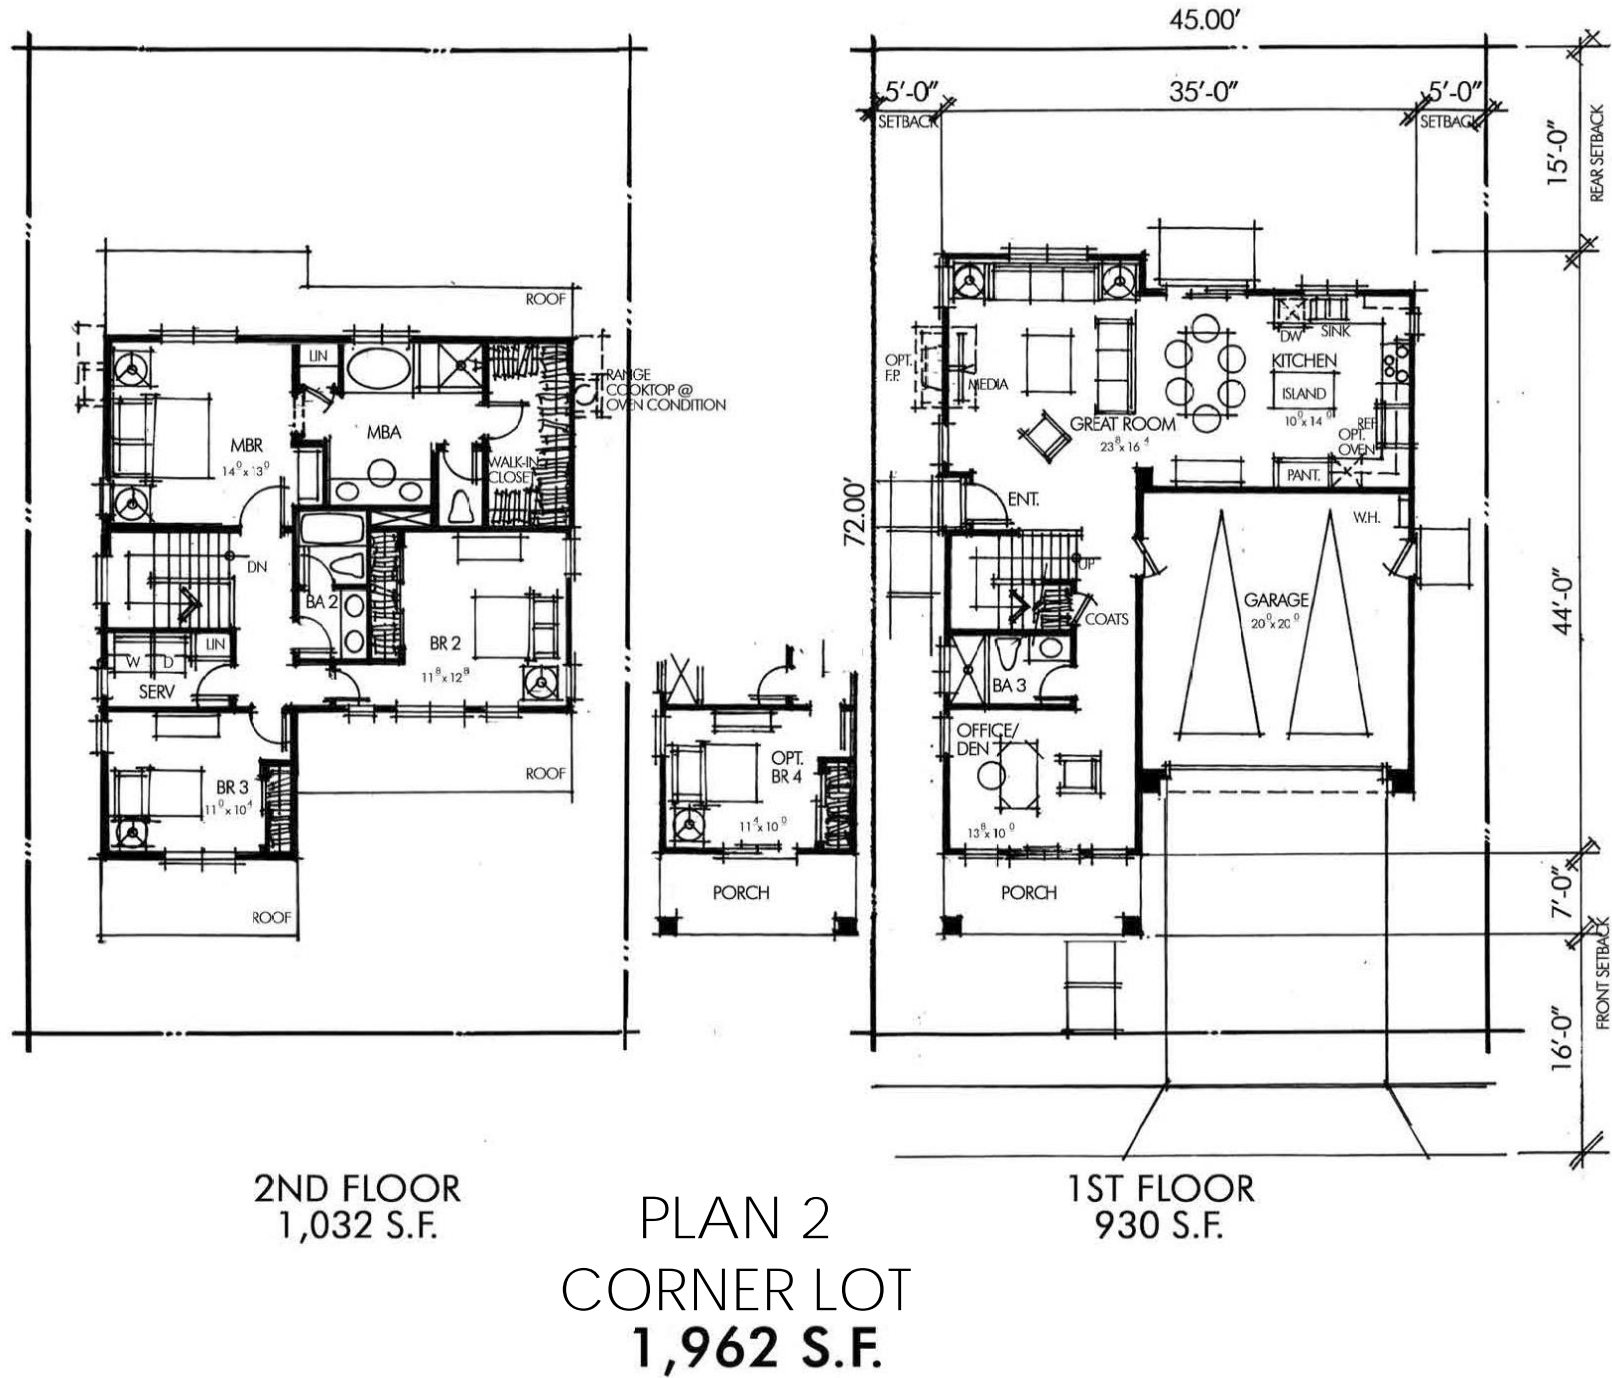 45.00'
5'-0"
35'-0"
5'-0"
SETBACK
SETBACK
15'-0"
REAR SETBACK
ROOF
LIN
RANGE
COOKTOP @
OVEN CONDITION
MBR
14⁰ x 13⁰
MBA
WALK-IN
CLOSET
DN
BA 2
BR 2
11⁸ x 12⁸
W D
LIN
SERV
BR 3
11⁰ x 10⁴
ROOF
ROOF
OPT.
BR 4
11⁴ x 10⁰
PORCH
OPT.
F.P.
MEDIA
GREAT ROOM
23⁸ x 16⁴
DW
SINK
KITCHEN
ISLAND
10⁰ x 14⁰
REF
OPT.
OVEN
PANT.
ENT.
W.H.
72.00'
UP
COATS
GARAGE
20⁰ x 20⁰
44'-0"
BA 3
OFFICE/
DEN
13⁸ x 10⁰
PORCH
7'-0"
16'-0"
FRONT SETBACK
2ND FLOOR
1,032 S.F.
1ST FLOOR
930 S.F.
PLAN 2
CORNER LOT
1,962 S.F.